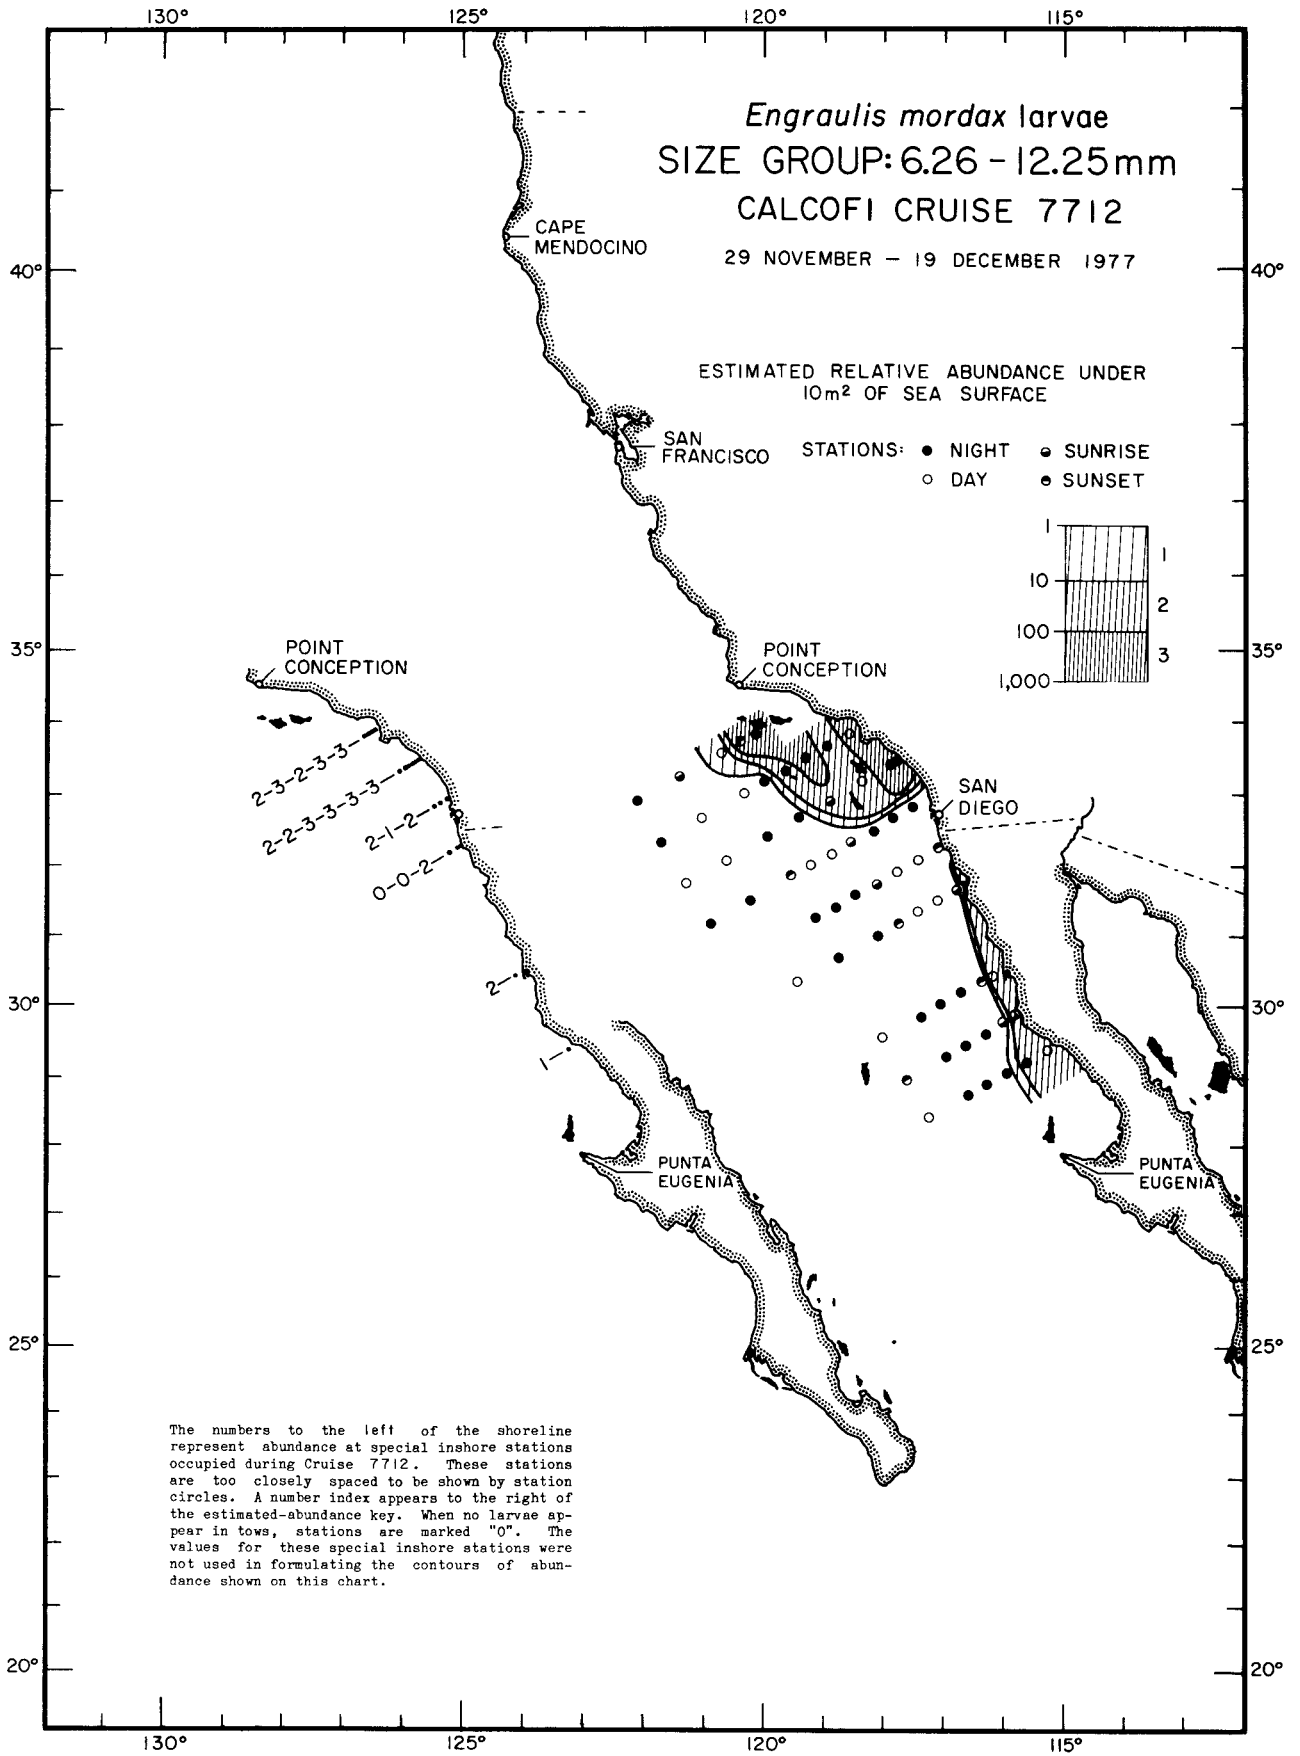 130° 125° 120° 115°
Engraulis mordax larvae
SIZE GROUP: 6.26 – 12.25mm
CALCOFI CRUISE 7712
29 NOVEMBER – 19 DECEMBER 1977
CAPE
MENDOCINO
40° 40°
ESTIMATED RELATIVE ABUNDANCE UNDER
10m² OF SEA SURFACE
SAN
FRANCISCO
STATIONS: ● NIGHT SUNRISE
○ DAY SUNSET
1
1
10
2
100
3
1,000
35° 35°
POINT
CONCEPTION
POINT
CONCEPTION
2-3-2-3-3
2-2-3-3-3-3
2-1-2
0-0-2
SAN
DIEGO
2
30° 30°
1
PUNTA
EUGENIA
PUNTA
EUGENIA
25° 25°
The numbers to the left of the shoreline
represent abundance at special inshore stations
occupied during Cruise 7712. These stations
are too closely spaced to be shown by station
circles. A number index appears to the right of
the estimated-abundance key. When no larvae ap-
pear in tows, stations are marked "0". The
values for these special inshore stations were
not used in formulating the contours of abun-
dance shown on this chart.
20° 20°
130° 125° 120° 115°